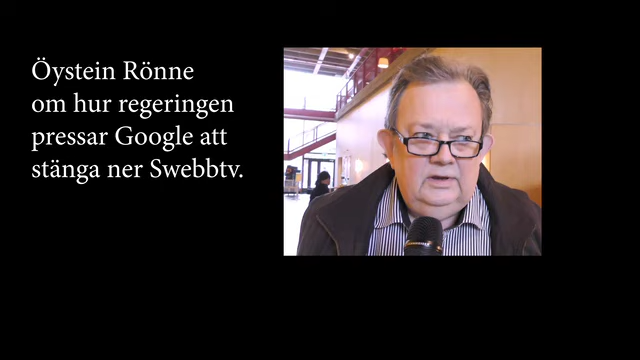 Öystein Rönne
om hur regeringen
pressar Google att
stänga ner Swebbtv.